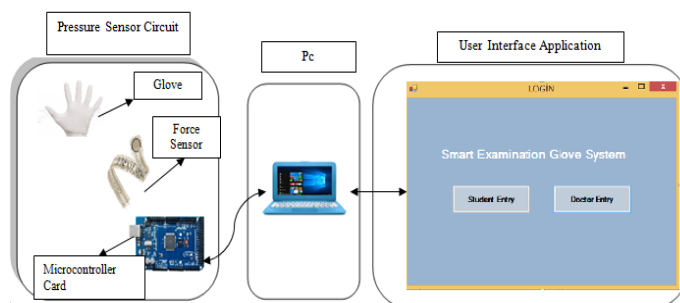 Pressure Sensor Circuit
Glove
Force
Sensor
Microcontroller
Card
Pc
User Interface Application
LOGİN
Smart Examination Glove System
Student Entry
Doctor Entry